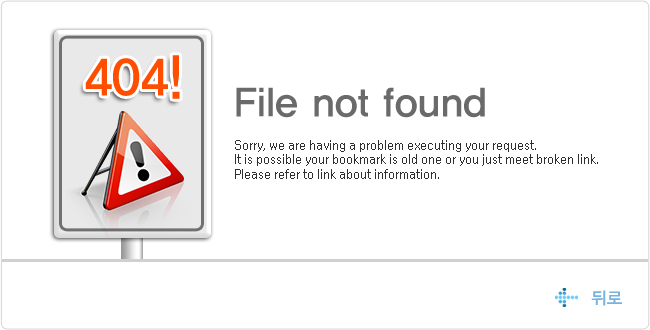 404!
File not found
Sorry, we are having a problem executing your request.
It is possible your bookmark is old one or you just meet broken link.
Please refer to link about information.
뒤로